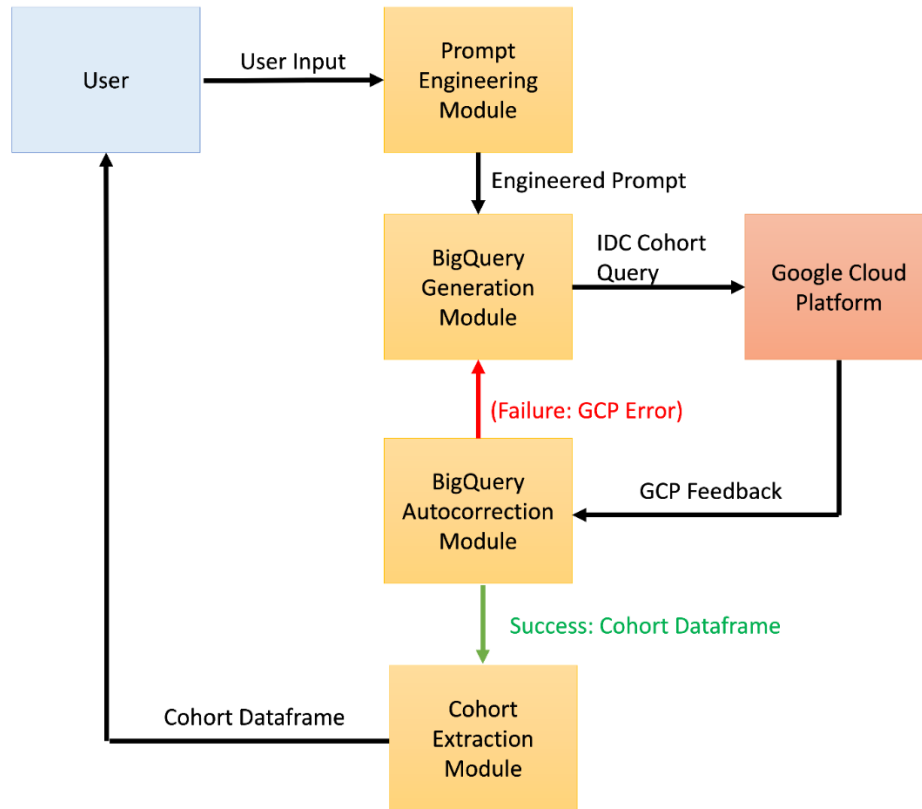 User
User Input
Prompt
Engineering
Module
Engineered Prompt
BigQuery
Generation
Module
IDC Cohort
Query
Google Cloud
Platform
(Failure: GCP Error)
BigQuery
Autocorrection
Module
GCP Feedback
Success: Cohort Dataframe
Cohort Dataframe
Cohort
Extraction
Module